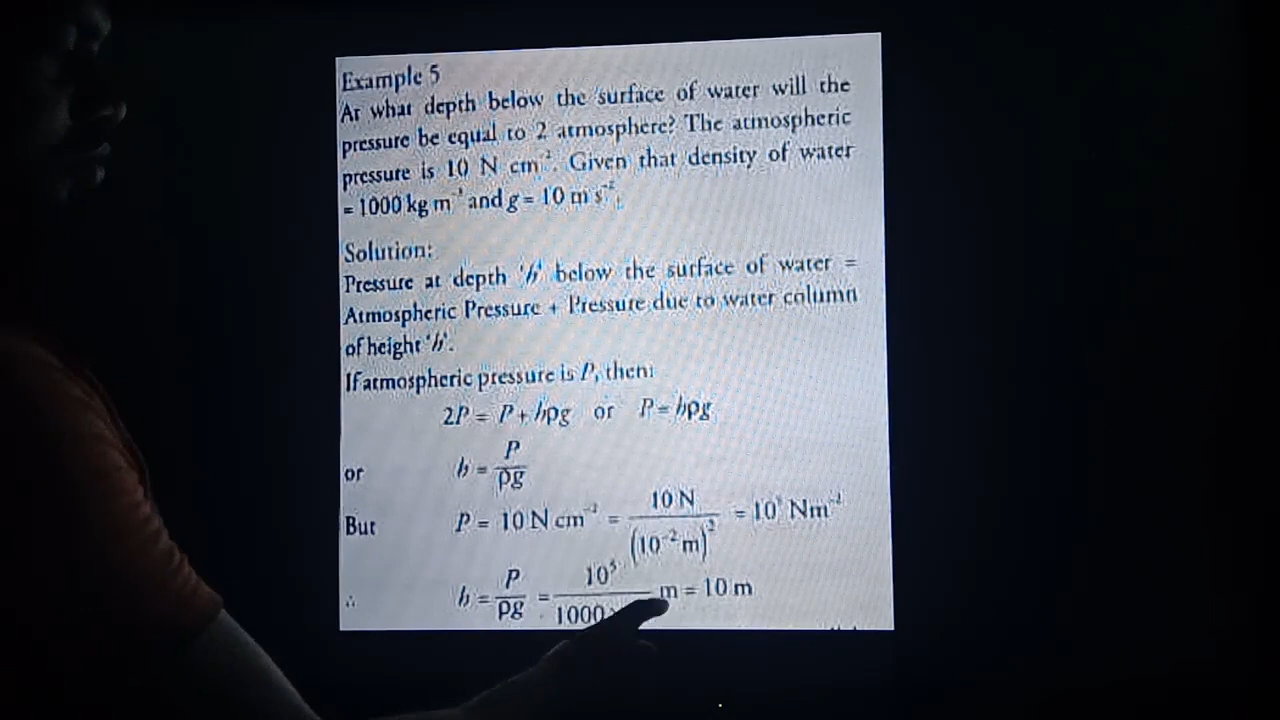 Example 5
At what depth below the surface of water will the
pressure be equal to 2 atmosphere? The atmospheric
pressure is 10 N cm⁻². Given that density of water
= 1000 kg m⁻³ and g = 10 m s⁻².
Solution:
Pressure at depth 'h' below the surface of water =
Atmospheric Pressure + Pressure due to water column
of height 'h'.
If atmospheric pressure is P, then:
2P = P + hρg or P = hρg
or h = P/ρg
But P = 10 N cm⁻² = 10 N/(10⁻² m)² = 10⁵ Nm⁻²
∴ h = P/ρg = 10⁵/1000 m = 10 m